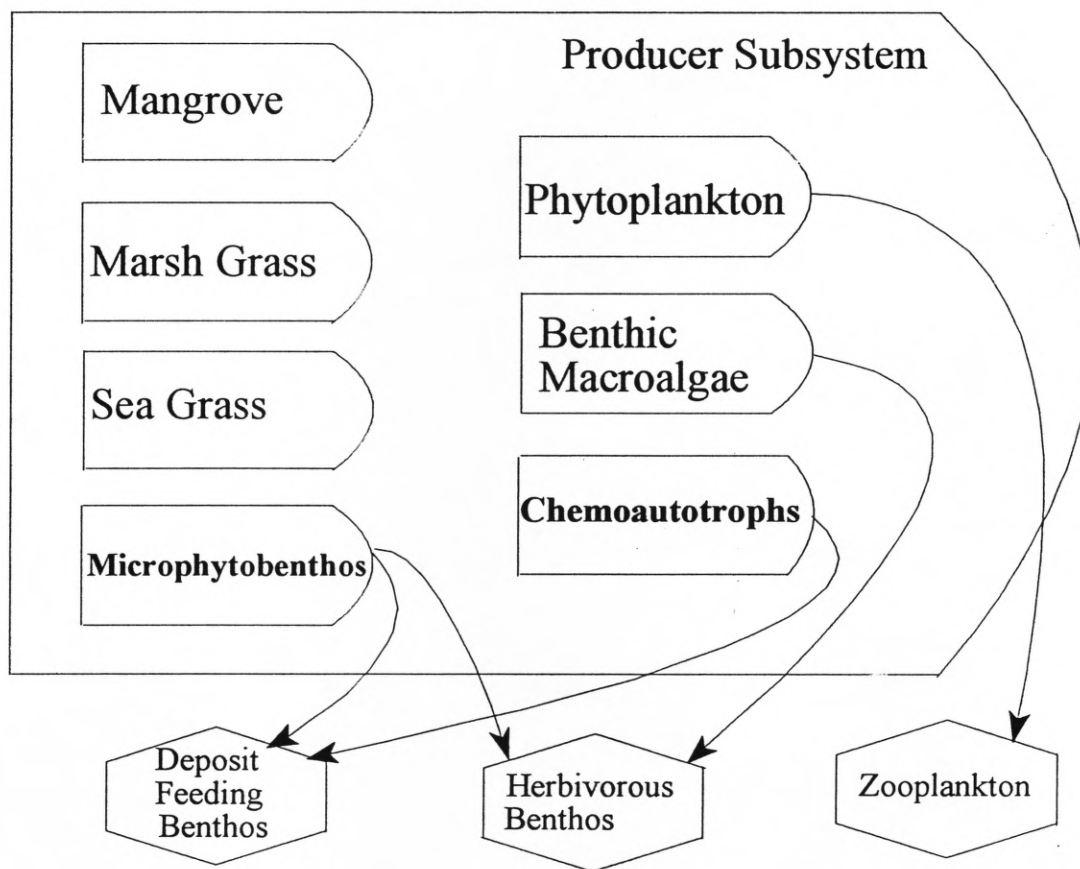 Producer Subsystem
Mangrove
Marsh Grass
Sea Grass
Microphytobenthos
Phytoplankton
Benthic
Macroalgae
Chemoautotrophs
Deposit
Feeding
Benthos
Herbivorous
Benthos
Zooplankton